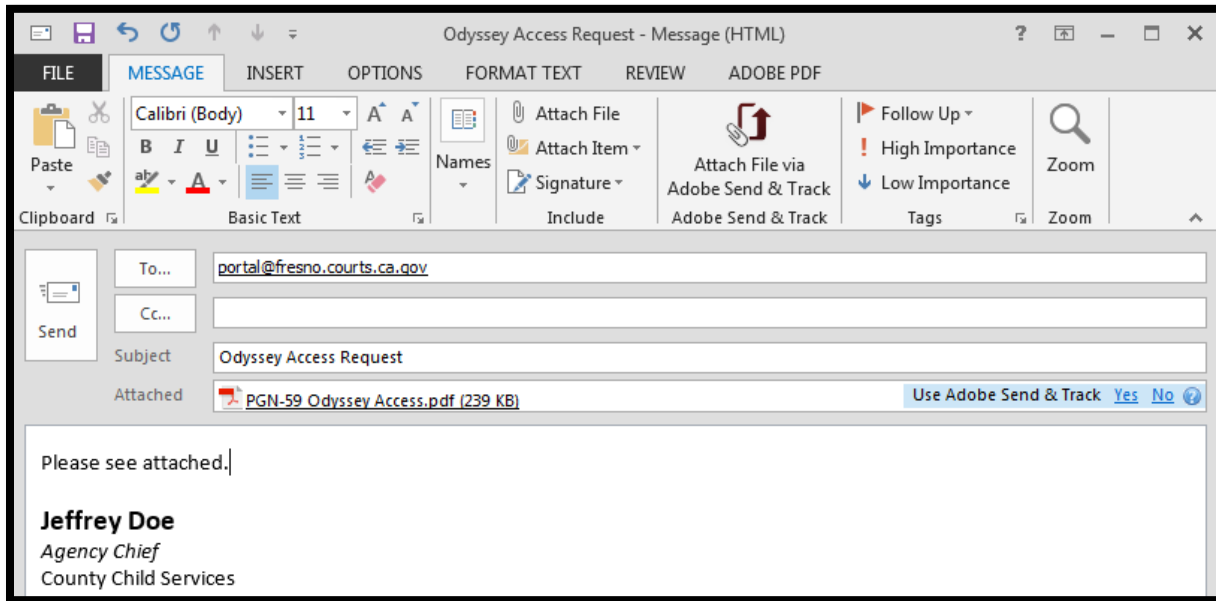 Odyssey Access Request - Message (HTML)
?
FILE MESSAGE INSERT OPTIONS FORMAT TEXT REVIEW ADOBE PDF
Paste
Clipboard
Calibri (Body) 11 A A
B I U
aby A
Basic Text
Names
Attach File
Attach Item
Signature
Include
Attach File via
Adobe Send & Track
Adobe Send & Track
Follow Up
High Importance
Low Importance
Tags
Zoom
Zoom
Send
To... portal@fresno.courts.ca.gov
Cc...
Subject Odyssey Access Request
Attached PGN-59 Odyssey Access.pdf (239 KB) Use Adobe Send & Track Yes No ?
Please see attached.
Jeffrey Doe
Agency Chief
County Child Services